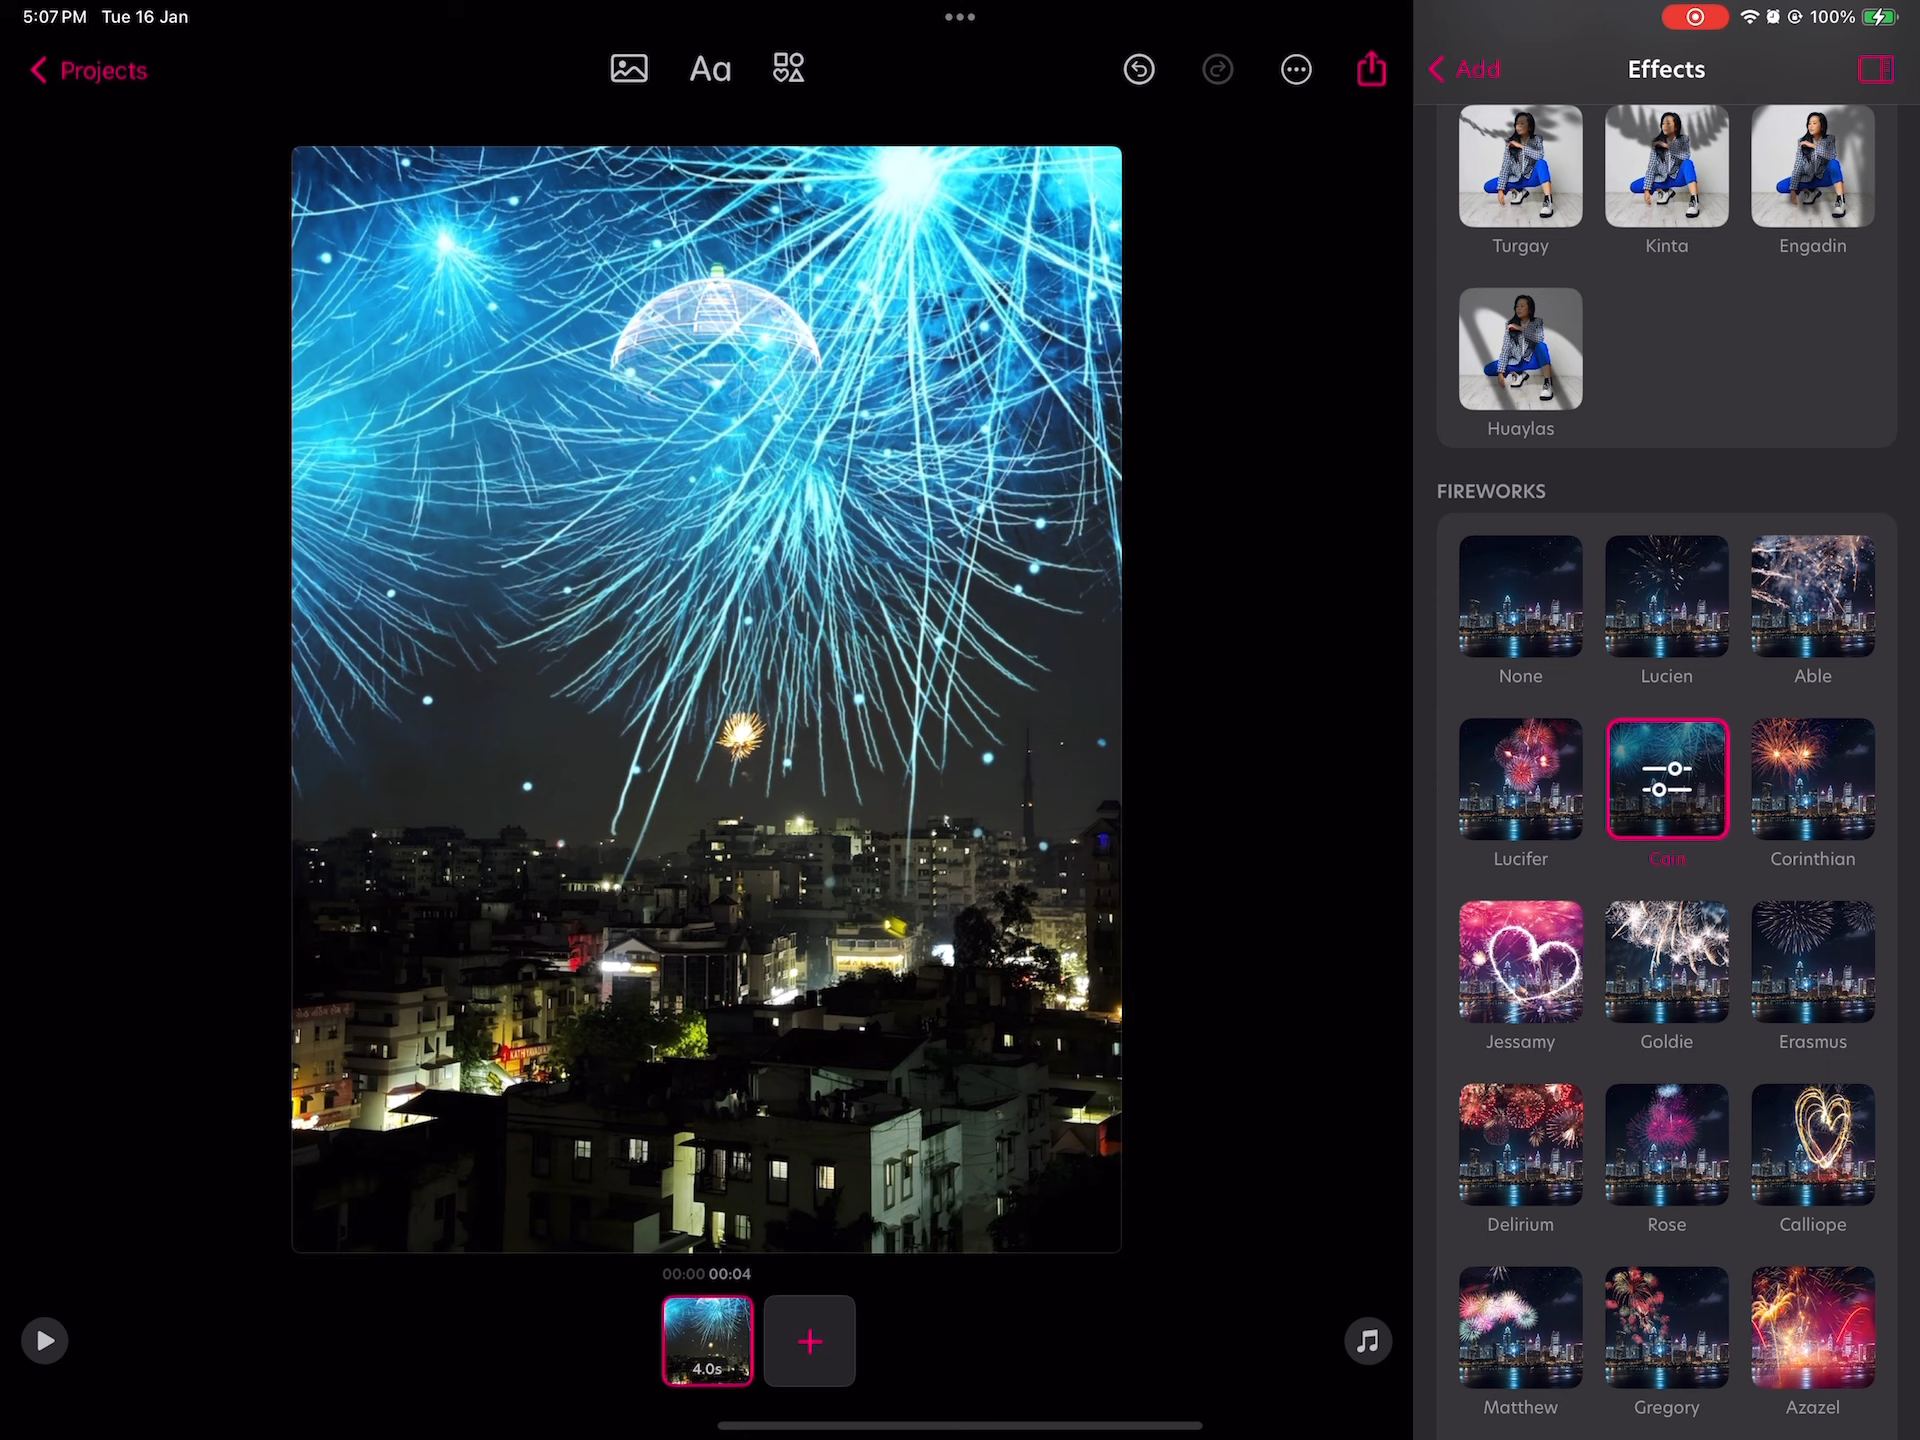 5:07 PM Tue 16 Jan
100%
Projects
Aa
Add
Effects
Turgay
Kinta
Engadin
Huaylas
FIREWORKS
None
Lucien
Able
Lucifer
Cain
Corinthian
Jessamy
Goldie
Erasmus
Delirium
Rose
Calliope
Matthew
Gregory
Azazel
00:00 00:04
4.0s